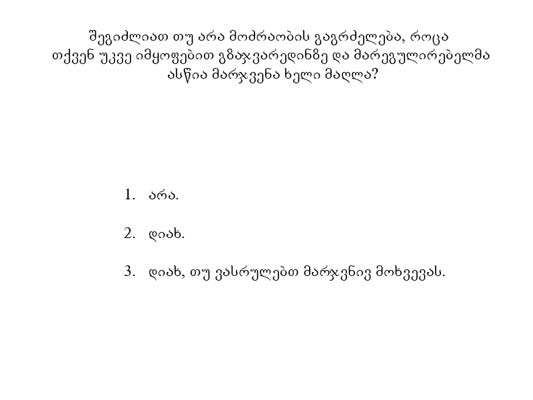 შეგიძლიათ თუ არა მოძრაობის გაგრძელება, როცა
თქვენ უკვე იმყოფებით გზაჯვარედინზე და მარეგულირებელმა
ასწია მარჯვენა ხელი მაღლა?
1. არა.
2. დიახ.
3. დიახ, თუ ვასრულებთ მარჯვნივ მოხვევას.